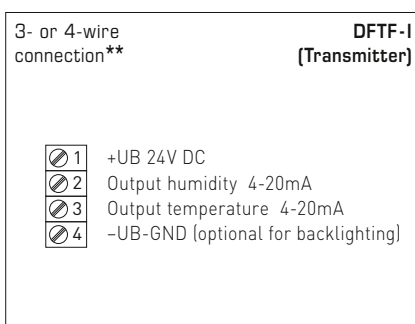 3- or 4-wire
connection**
DFTF-I
(Transmitter)
1 +UB 24V DC
2 Output humidity 4-20mA
3 Output temperature 4-20mA
4 –UB-GND (optional for backlighting)